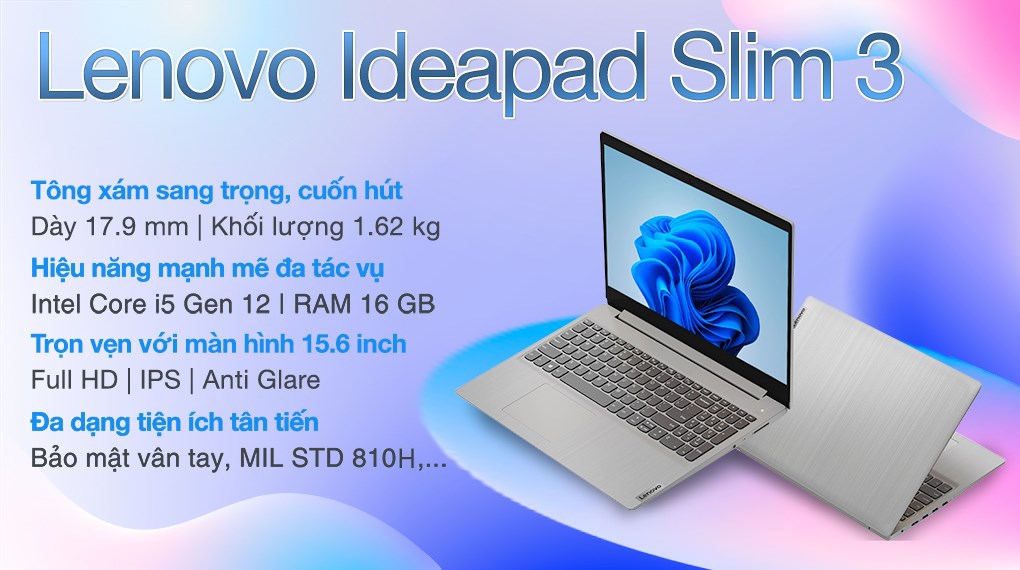 Lenovo Ideapad Slim 3
Tông xám sang trọng, cuốn hút
Dày 17.9 mm | Khối lượng 1.62 kg
Hiệu năng mạnh mẽ đa tác vụ
Intel Core i5 Gen 12 | RAM 16 GB
Trọn vẹn với màn hình 15.6 inch
Full HD | IPS | Anti Glare
Đa dạng tiện ích tân tiến
Bảo mật vân tay, MIL STD 810H,...
Lenovo
Lenovo